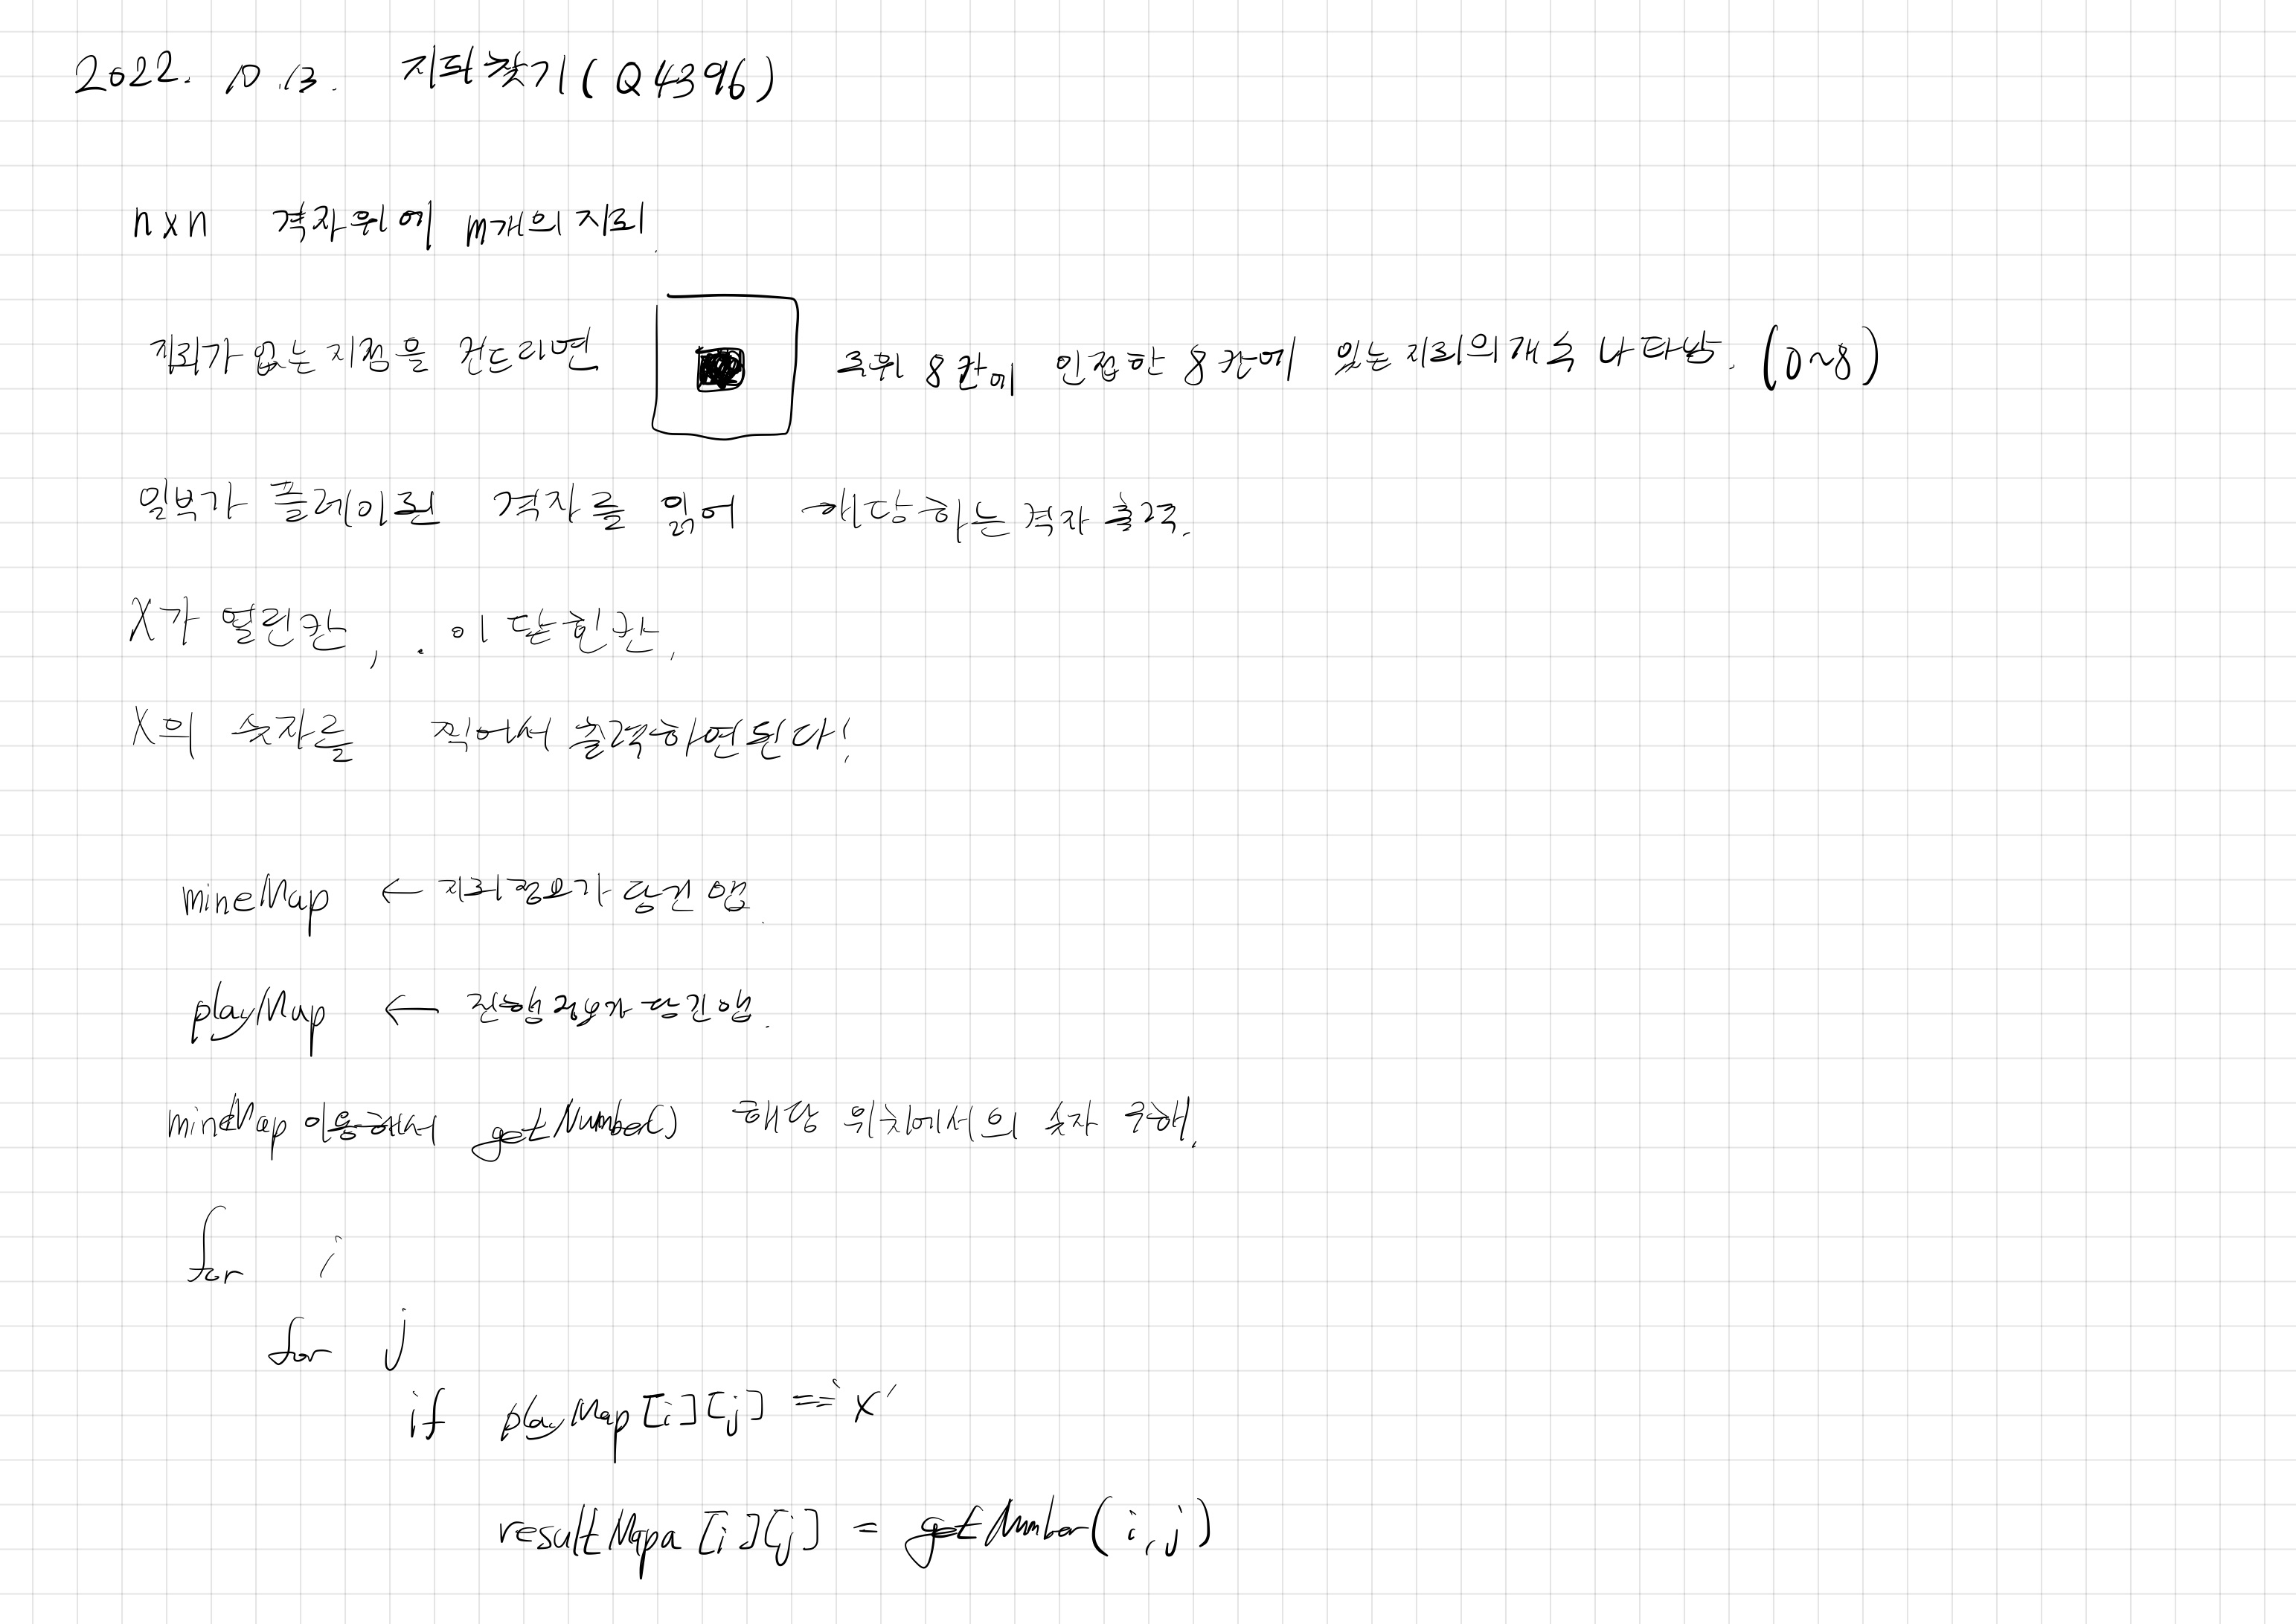 2022. 10.13. 지뢰찾기(Q4396)
nxn 격자위에 m개의 지뢰.
지뢰가 없는 지점을 건드리면 주위 8칸에 인접한 8칸에 있는 지뢰의 개수 나타남. (0~8)
일부가 플레이된 격자를 읽어 해당하는 격자 출력.
X가 열린칸, . 이 닫힌칸,
X의 숫자를 찍어서 출력하면된다!
mineMap ← 지뢰정보가 담긴 맵.
playMap ← 진행정보가 담긴맵.
mineMap 이용해서 getNumber() 해당 위치에서의 숫자 구해.
for i
for j
if playMap[i][j] == 'x'
resultMapa[i][j] = getNumber(i,j)